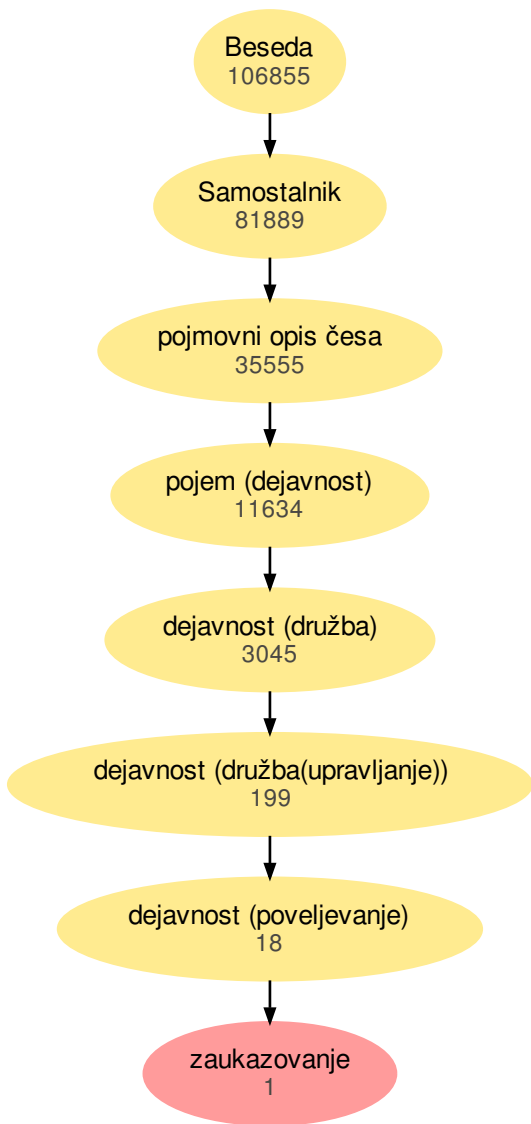 Beseda
106855
Samostalnik
81889
pojmovni opis česa
35555
pojem (dejavnost)
11634
dejavnost (družba)
3045
dejavnost (družba(upravljanje))
199
dejavnost (poveljevanje)
18
zaukazovanje
1